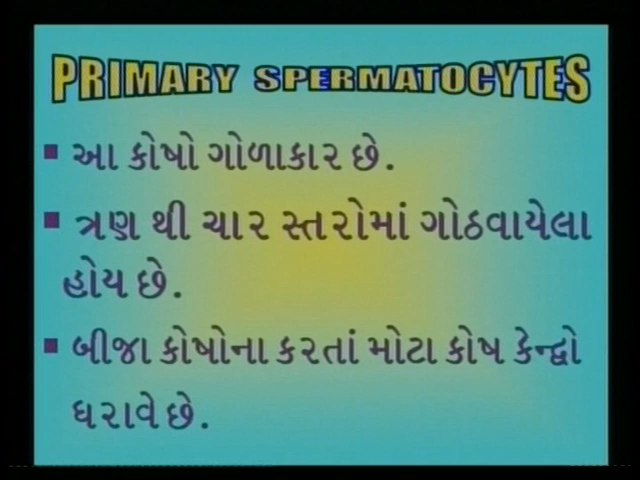 PRIMARY SPERMATOCYTES
▪ આ કોષો ગોળાકાર છે.
▪ ત્રણ થી ચાર સ્તરોમાં ગોઠવાયેલા
હોય છે.
▪ બીજા કોષોના કરતાં મોટા કોષ કેન્દ્રો
ધરાવે છે.